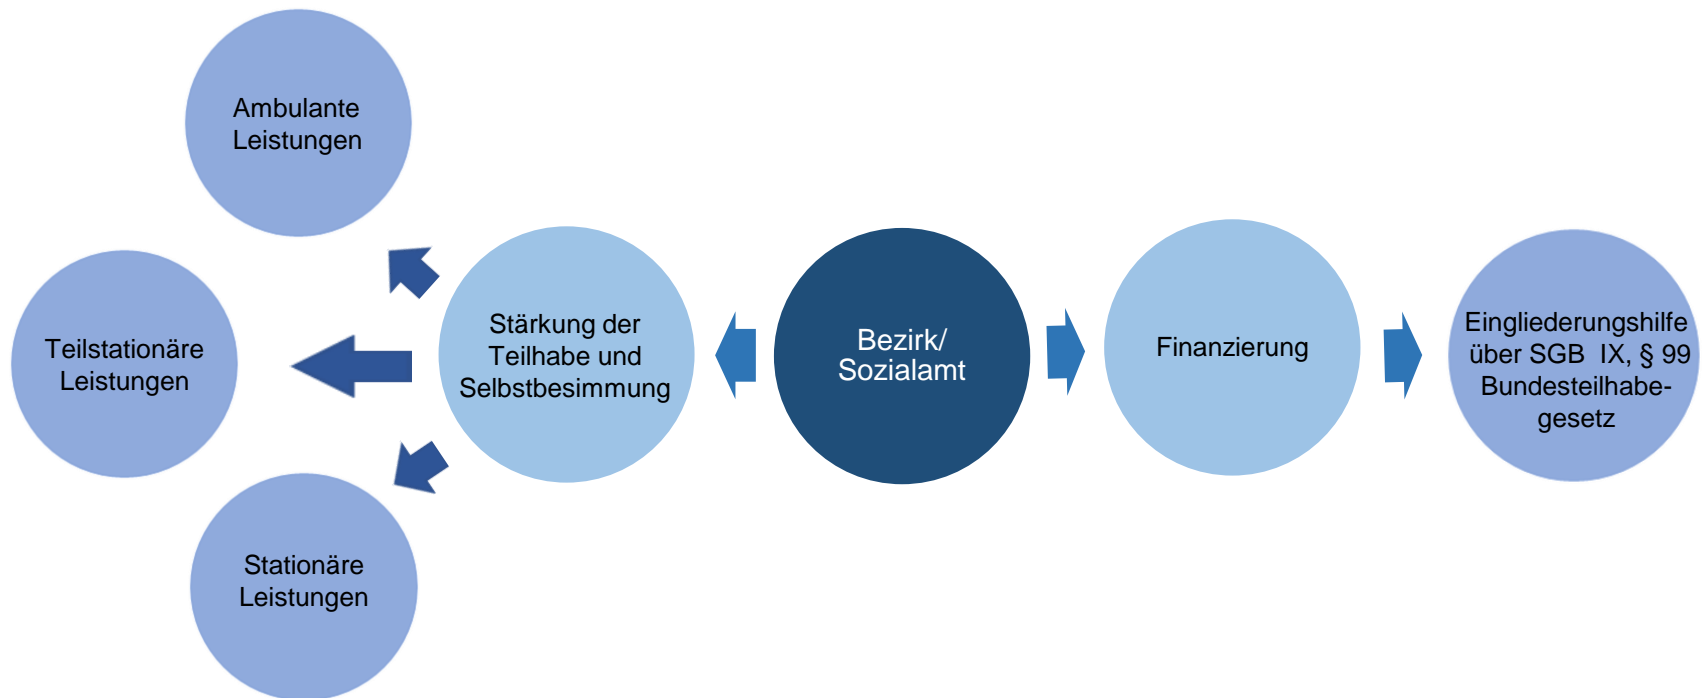 Ambulante
Leistungen
Teilstationäre
Leistungen
Stationäre
Leistungen
Stärkung der
Teilhabe und
Selbstbesimmung
Bezirk/
Sozialamt
Finanzierung
Eingliederungshilfe
über SGB IX, § 99
Bundesteilhabe-
gesetz